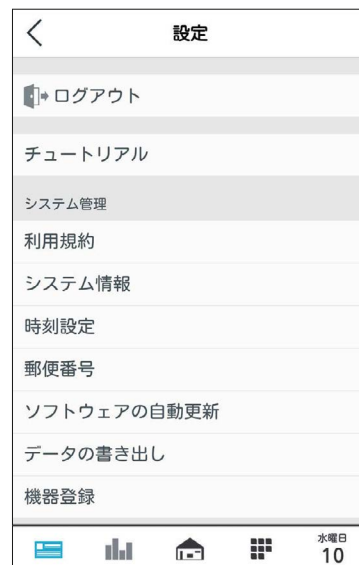 設定
ログアウト
チュートリアル
システム管理
利用規約
システム情報
時刻設定
郵便番号
ソフトウェアの自動更新
データの書き出し
機器登録
水曜日
10